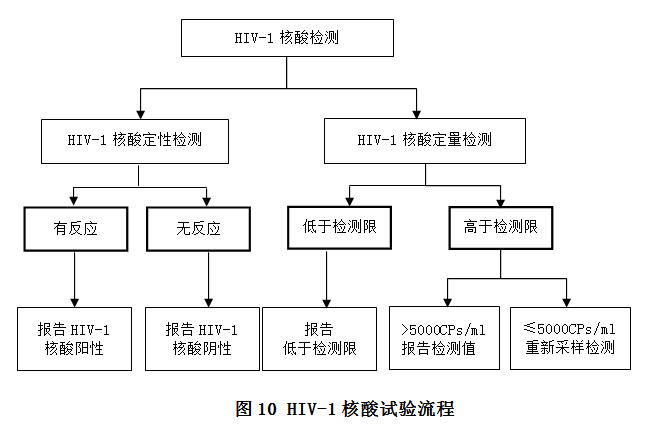 HIV-1 核酸检测
HIV-1 核酸定性检测
HIV-1 核酸定量检测
有反应
无反应
低于检测限
高于检测限
报告 HIV-1
核酸阳性
报告 HIV-1
核酸阴性
报告
低于检测限
>5000CPs/ml
报告检测值
≤5000CPs/ml
重新采样检测
图 10 HIV-1 核酸试验流程